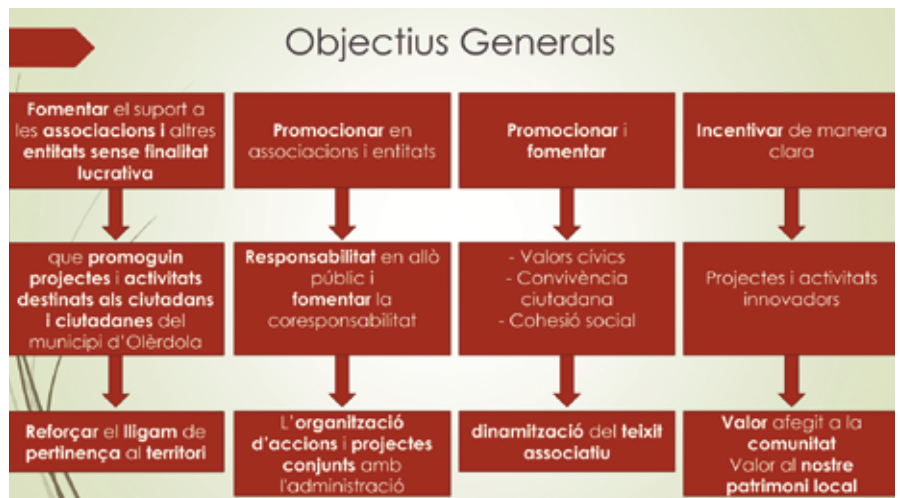 Objectius Generals
Fomentar el suport a
les associacions i altres
entitats sense finalitat
lucrativa
que promoguin
projectes i activitats
destinats als ciutadans
i ciutadanes del
municipi d'Olèrdola
Reforçar el lligam de
pertinença al territori
Promocionar en
associacions i entitats
Responsabilitat en allò
públic i
fomentar la
coresponsabilitat
L'organització
d'accions i projectes
conjunts amb
l'administració
Promocionar i
fomentar
- Valors cívics
- Convivència
ciutadana
- Cohesió social
dinamització del teixit
associatiu
Incentivar de manera
clara
Projectes i activitats
innovadors
Valor afegit a la
comunitat
Valor al nostre
patrimoni local